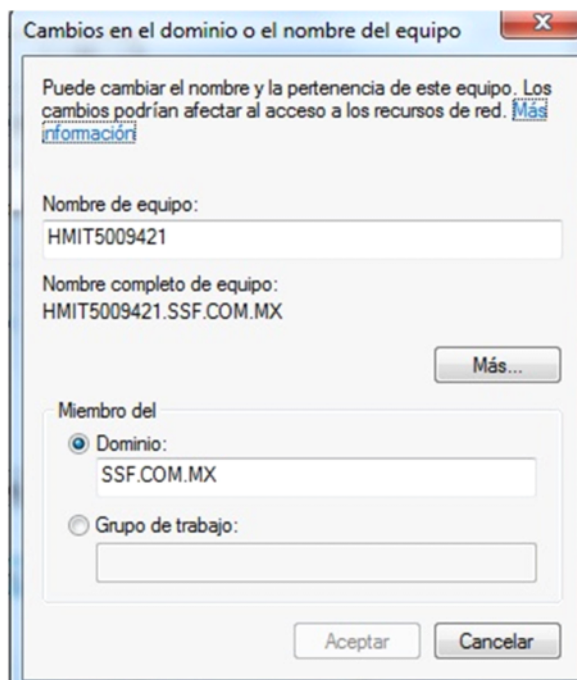 Cambios en el dominio o el nombre del equipo
Puede cambiar el nombre y la pertenencia de este equipo. Los
cambios podrían afectar al acceso a los recursos de red. Más
información
Nombre de equipo:
HMIT5009421
Nombre completo de equipo:
HMIT5009421.SSF.COM.MX
Más...
Miembro del
Dominio:
SSF.COM.MX
Grupo de trabajo:
Aceptar
Cancelar